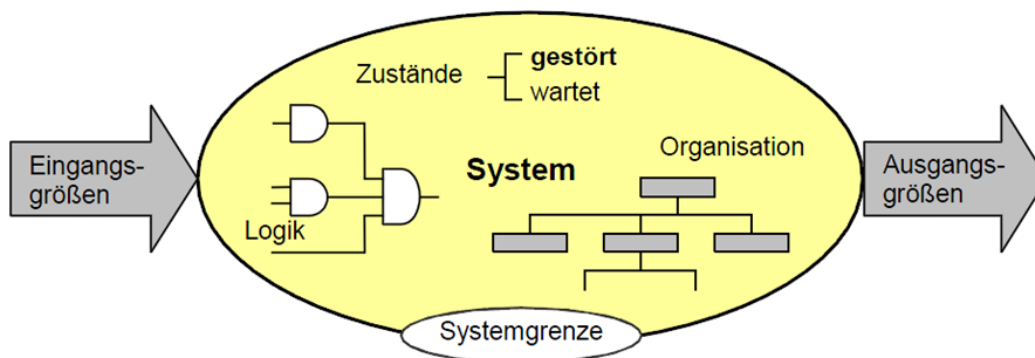 Zustände
gestört
wartet
Eingangs-
größen
System
Organisation
Ausgangs-
größen
Logik
Systemgrenze